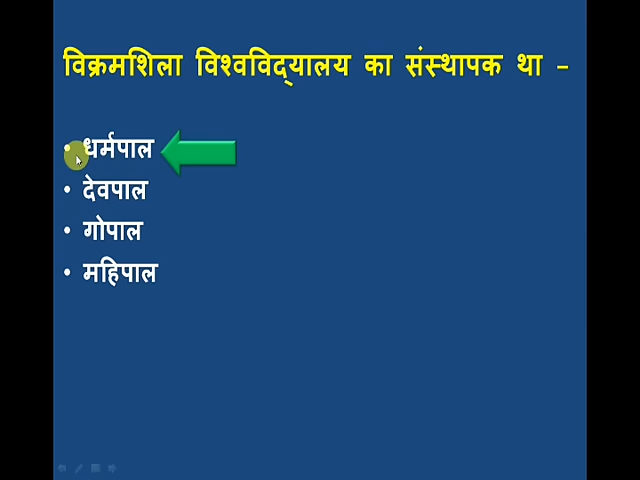 विक्रमशिला विश्वविद्यालय का संस्थापक था -
• धर्मपाल
• देवपाल
• गोपाल
• महिपाल